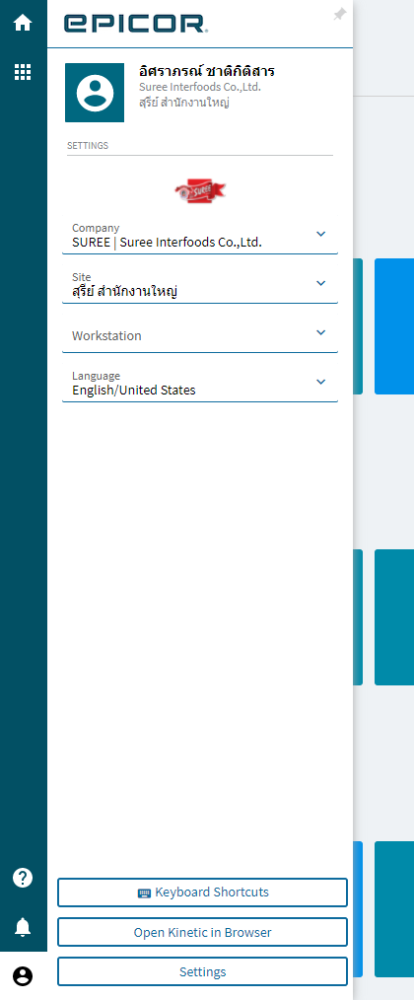 EPICOR
อิศราภรณ์ ชาติกิติสาร
Suree Interfoods Co.,Ltd.
สุรีย์ สำนักงานใหญ่
SETTINGS
Suree
Company
SUREE | Suree Interfoods Co.,Ltd.
Site
สุรีย์ สำนักงานใหญ่
Workstation
Language
English/United States
Keyboard Shortcuts
Open Kinetic in Browser
Settings